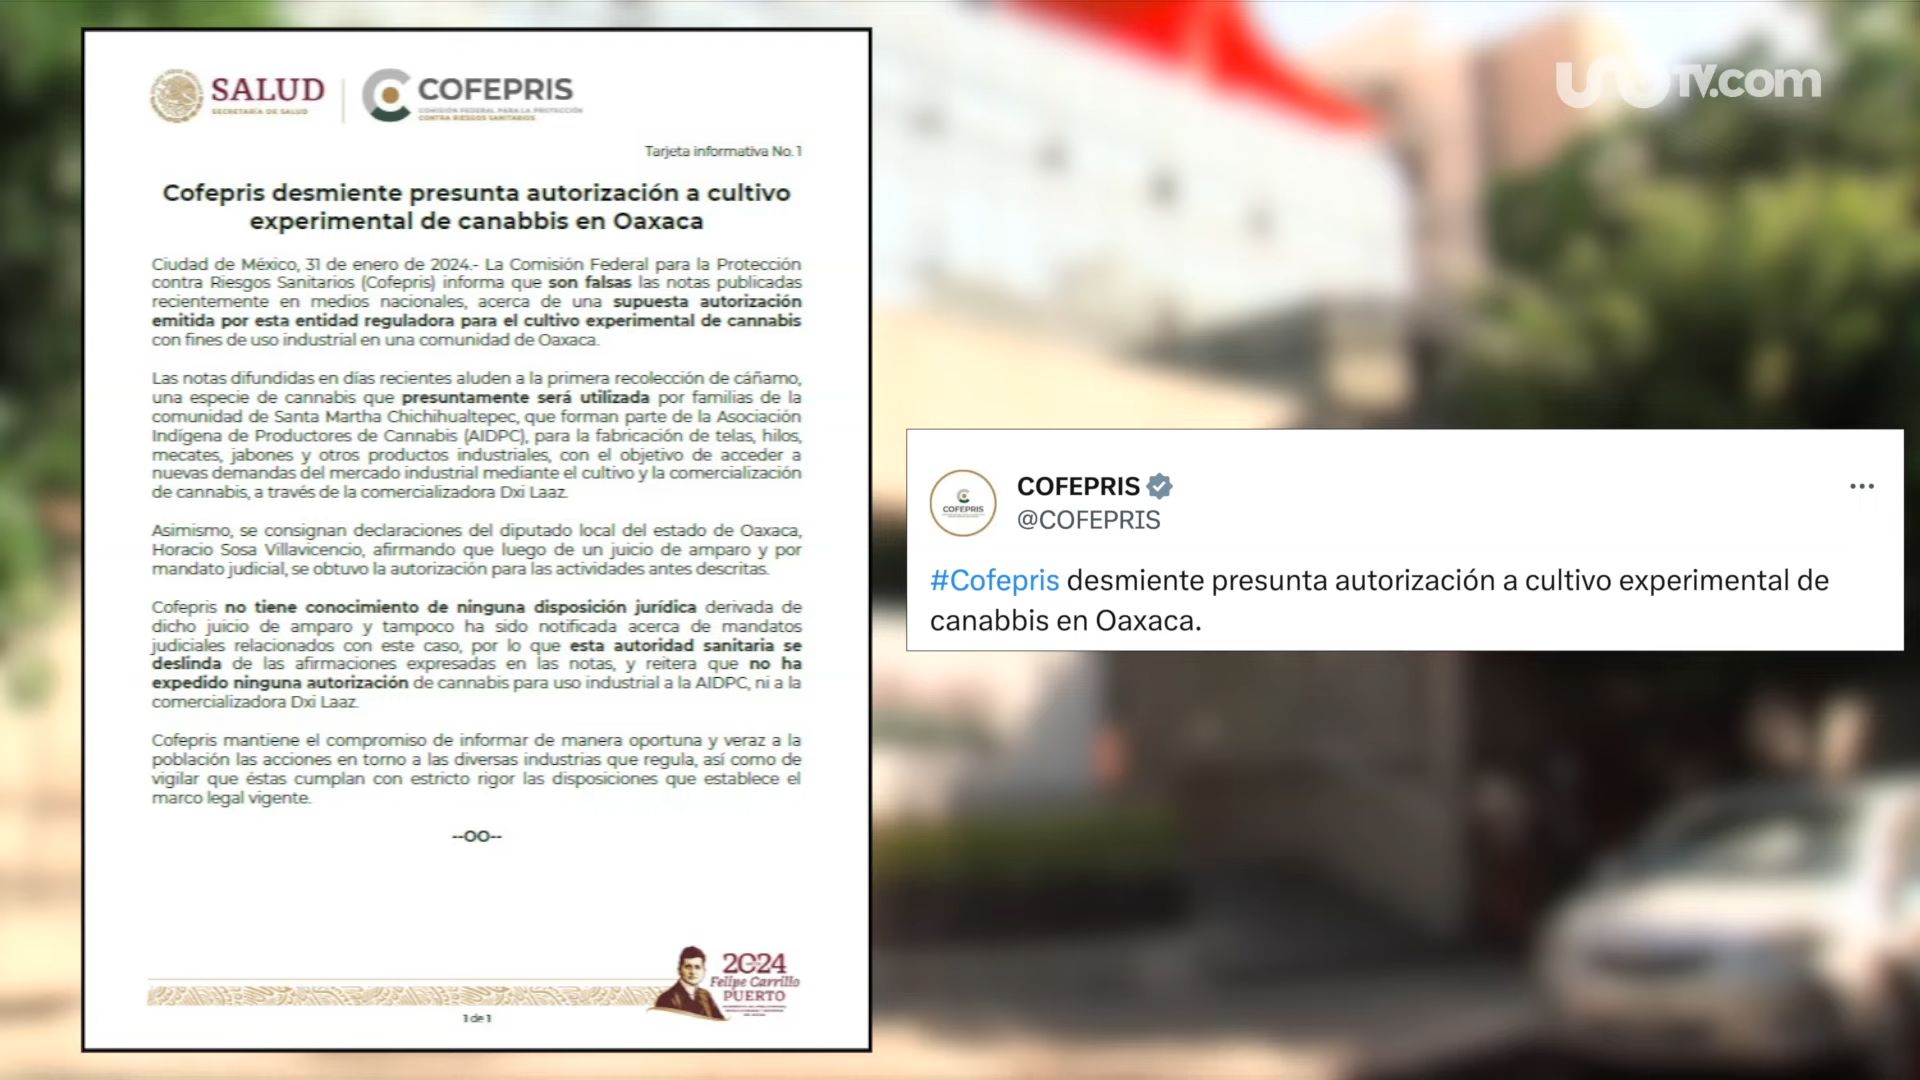 SALUD
SECRETARÍA DE SALUD
COFEPRIS
COMISIÓN FEDERAL PARA LA PROTECCIÓN
CONTRA RIESGOS SANITARIOS
Tarjeta informativa No. 1
Cofepris desmiente presunta autorización a cultivo
experimental de canabbis en Oaxaca
Ciudad de México, 31 de enero de 2024.- La Comisión Federal para la Protección
contra Riesgos Sanitarios (Cofepris) informa que son falsas las notas publicadas
recientemente en medios nacionales, acerca de una supuesta autorización
emitida por esta entidad reguladora para el cultivo experimental de cannabis
con fines de uso industrial en una comunidad de Oaxaca.
Las notas difundidas en días recientes aluden a la primera recolección de cáñamo,
una especie de cannabis que presuntamente será utilizada por familias de la
comunidad de Santa Martha Chichihualtepec, que forman parte de la Asociación
Indígena de Productores de Cannabis (AIDPC), para la fabricación de telas, hilos,
mecates, jabones y otros productos industriales, con el objetivo de acceder a
nuevas demandas del mercado industrial mediante el cultivo y la comercialización
de cannabis, a través de la comercializadora Dxi Laaz.
Asimismo, se consignan declaraciones del diputado local del estado de Oaxaca,
Horacio Sosa Villavicencio, afirmando que luego de un juicio de amparo y por
mandato judicial, se obtuvo la autorización para las actividades antes descritas.
Cofepris no tiene conocimiento de ninguna disposición jurídica derivada de
dicho juicio de amparo y tampoco ha sido notificada acerca de mandatos
judiciales relacionados con este caso, por lo que esta autoridad sanitaria se
deslinda de las afirmaciones expresadas en las notas, y reitera que no ha
expedido ninguna autorización de cannabis para uso industrial a la AIDPC, ni a la
comercializadora Dxi Laaz.
Cofepris mantiene el compromiso de informar de manera oportuna y veraz a la
población las acciones en torno a las diversas industrias que regula, así como de
vigilar que éstas cumplan con estricto rigor las disposiciones que establece el
marco legal vigente.
--OO--
2024
Felipe Carrillo
PUERTO
1 de 1
UNOTV.com
COFEPRIS
COFEPRIS
@COFEPRIS
#Cofepris desmiente presunta autorización a cultivo experimental de
canabbis en Oaxaca.